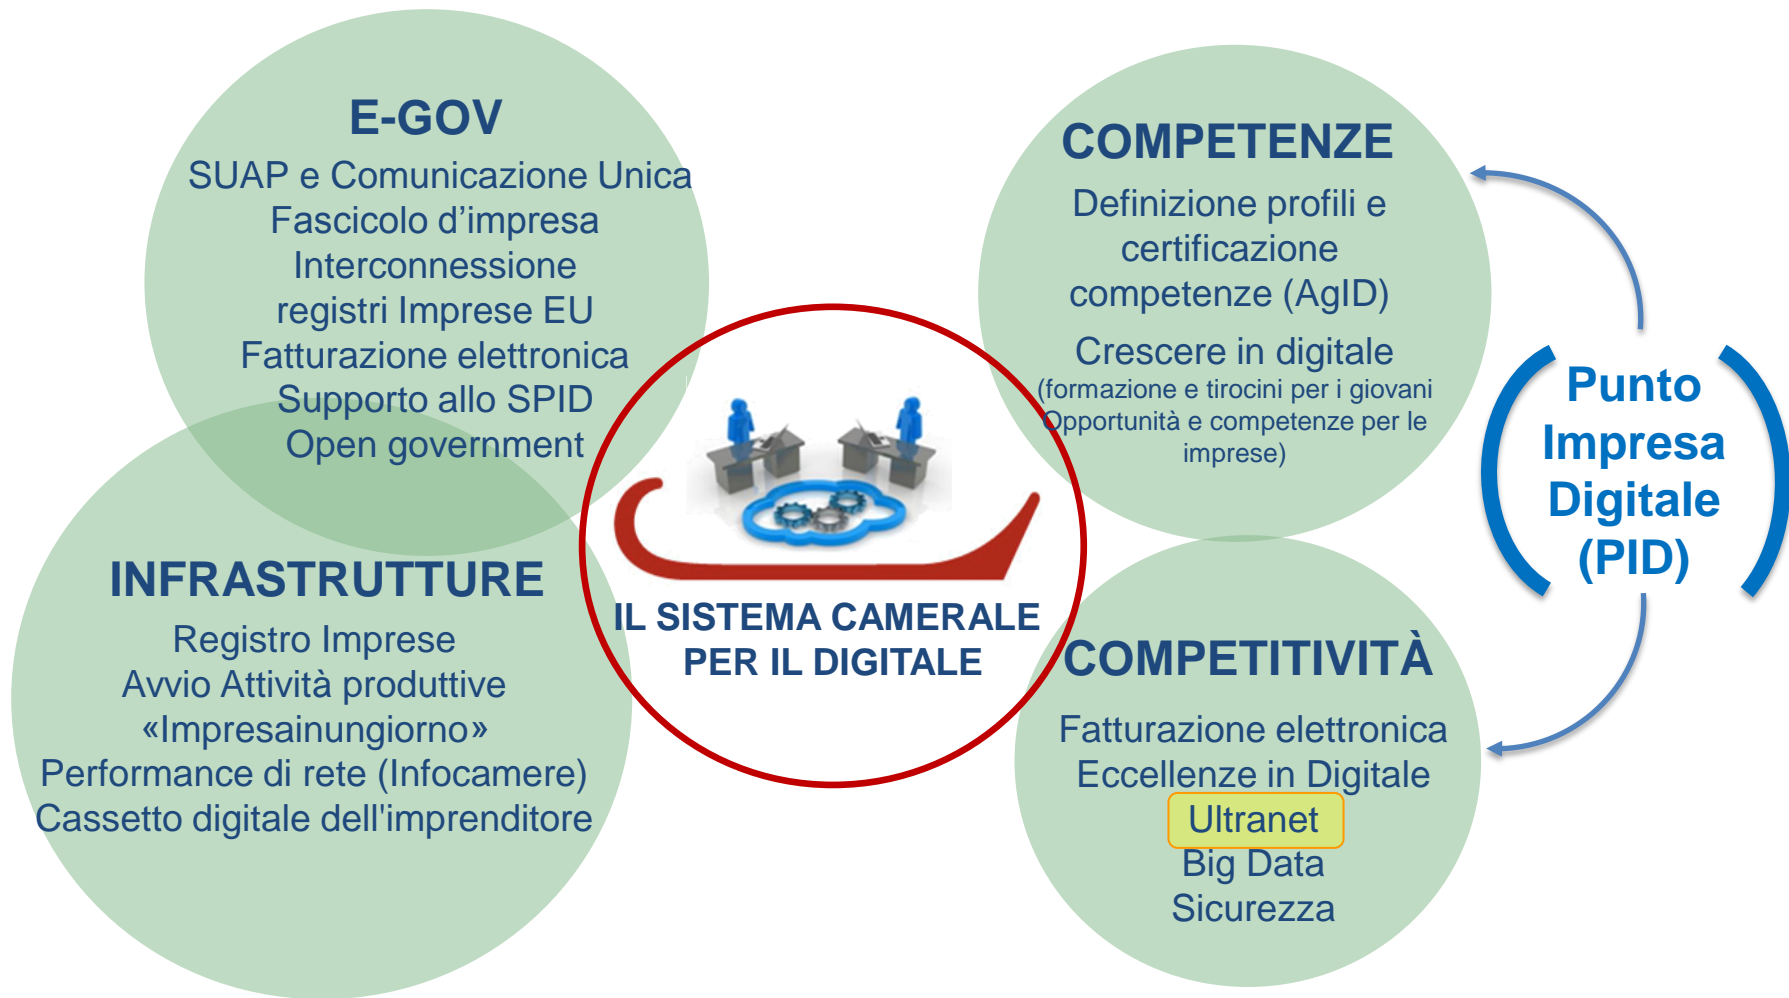 E-GOV
SUAP e Comunicazione Unica
Fascicolo d’impresa
Interconnessione
registri Imprese EU
Fatturazione elettronica
Supporto allo SPID
Open government
INFRASTRUTTURE
Registro Imprese
Avvio Attività produttive
«Impresainungiorno»
Performance di rete (Infocamere)
Cassetto digitale dell'imprenditore
IL SISTEMA CAMERALE
PER IL DIGITALE
COMPETENZE
Definizione profili e
certificazione
competenze (AgID)
Crescere in digitale
(formazione e tirocini per i giovani
Opportunità e competenze per le
imprese)
COMPETITIVITÀ
Fatturazione elettronica
Eccellenze in Digitale
Ultranet
Big Data
Sicurezza
Punto
Impresa
Digitale
(PID)